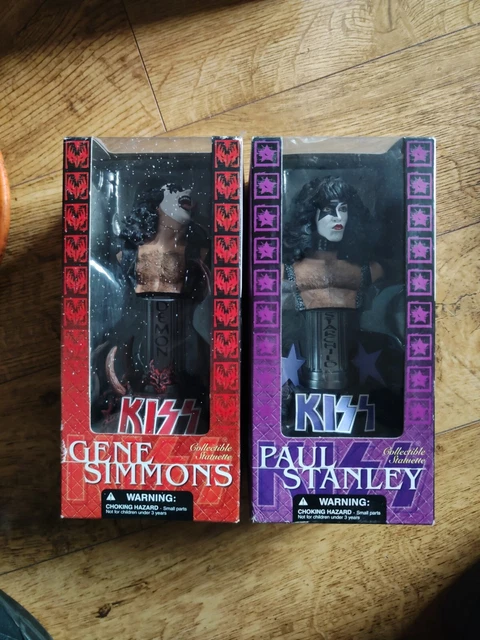 DEMON
KISS
GENE
SIMMONS
Collectible
Statuette
WARNING:
CHOKING HAZARD - Small parts
Not for children under 3 years
STARCHILD
KISS
PAUL
STANLEY
Collectible
Statuette
WARNING:
CHOKING HAZARD - Small parts
Not for children under 3 years